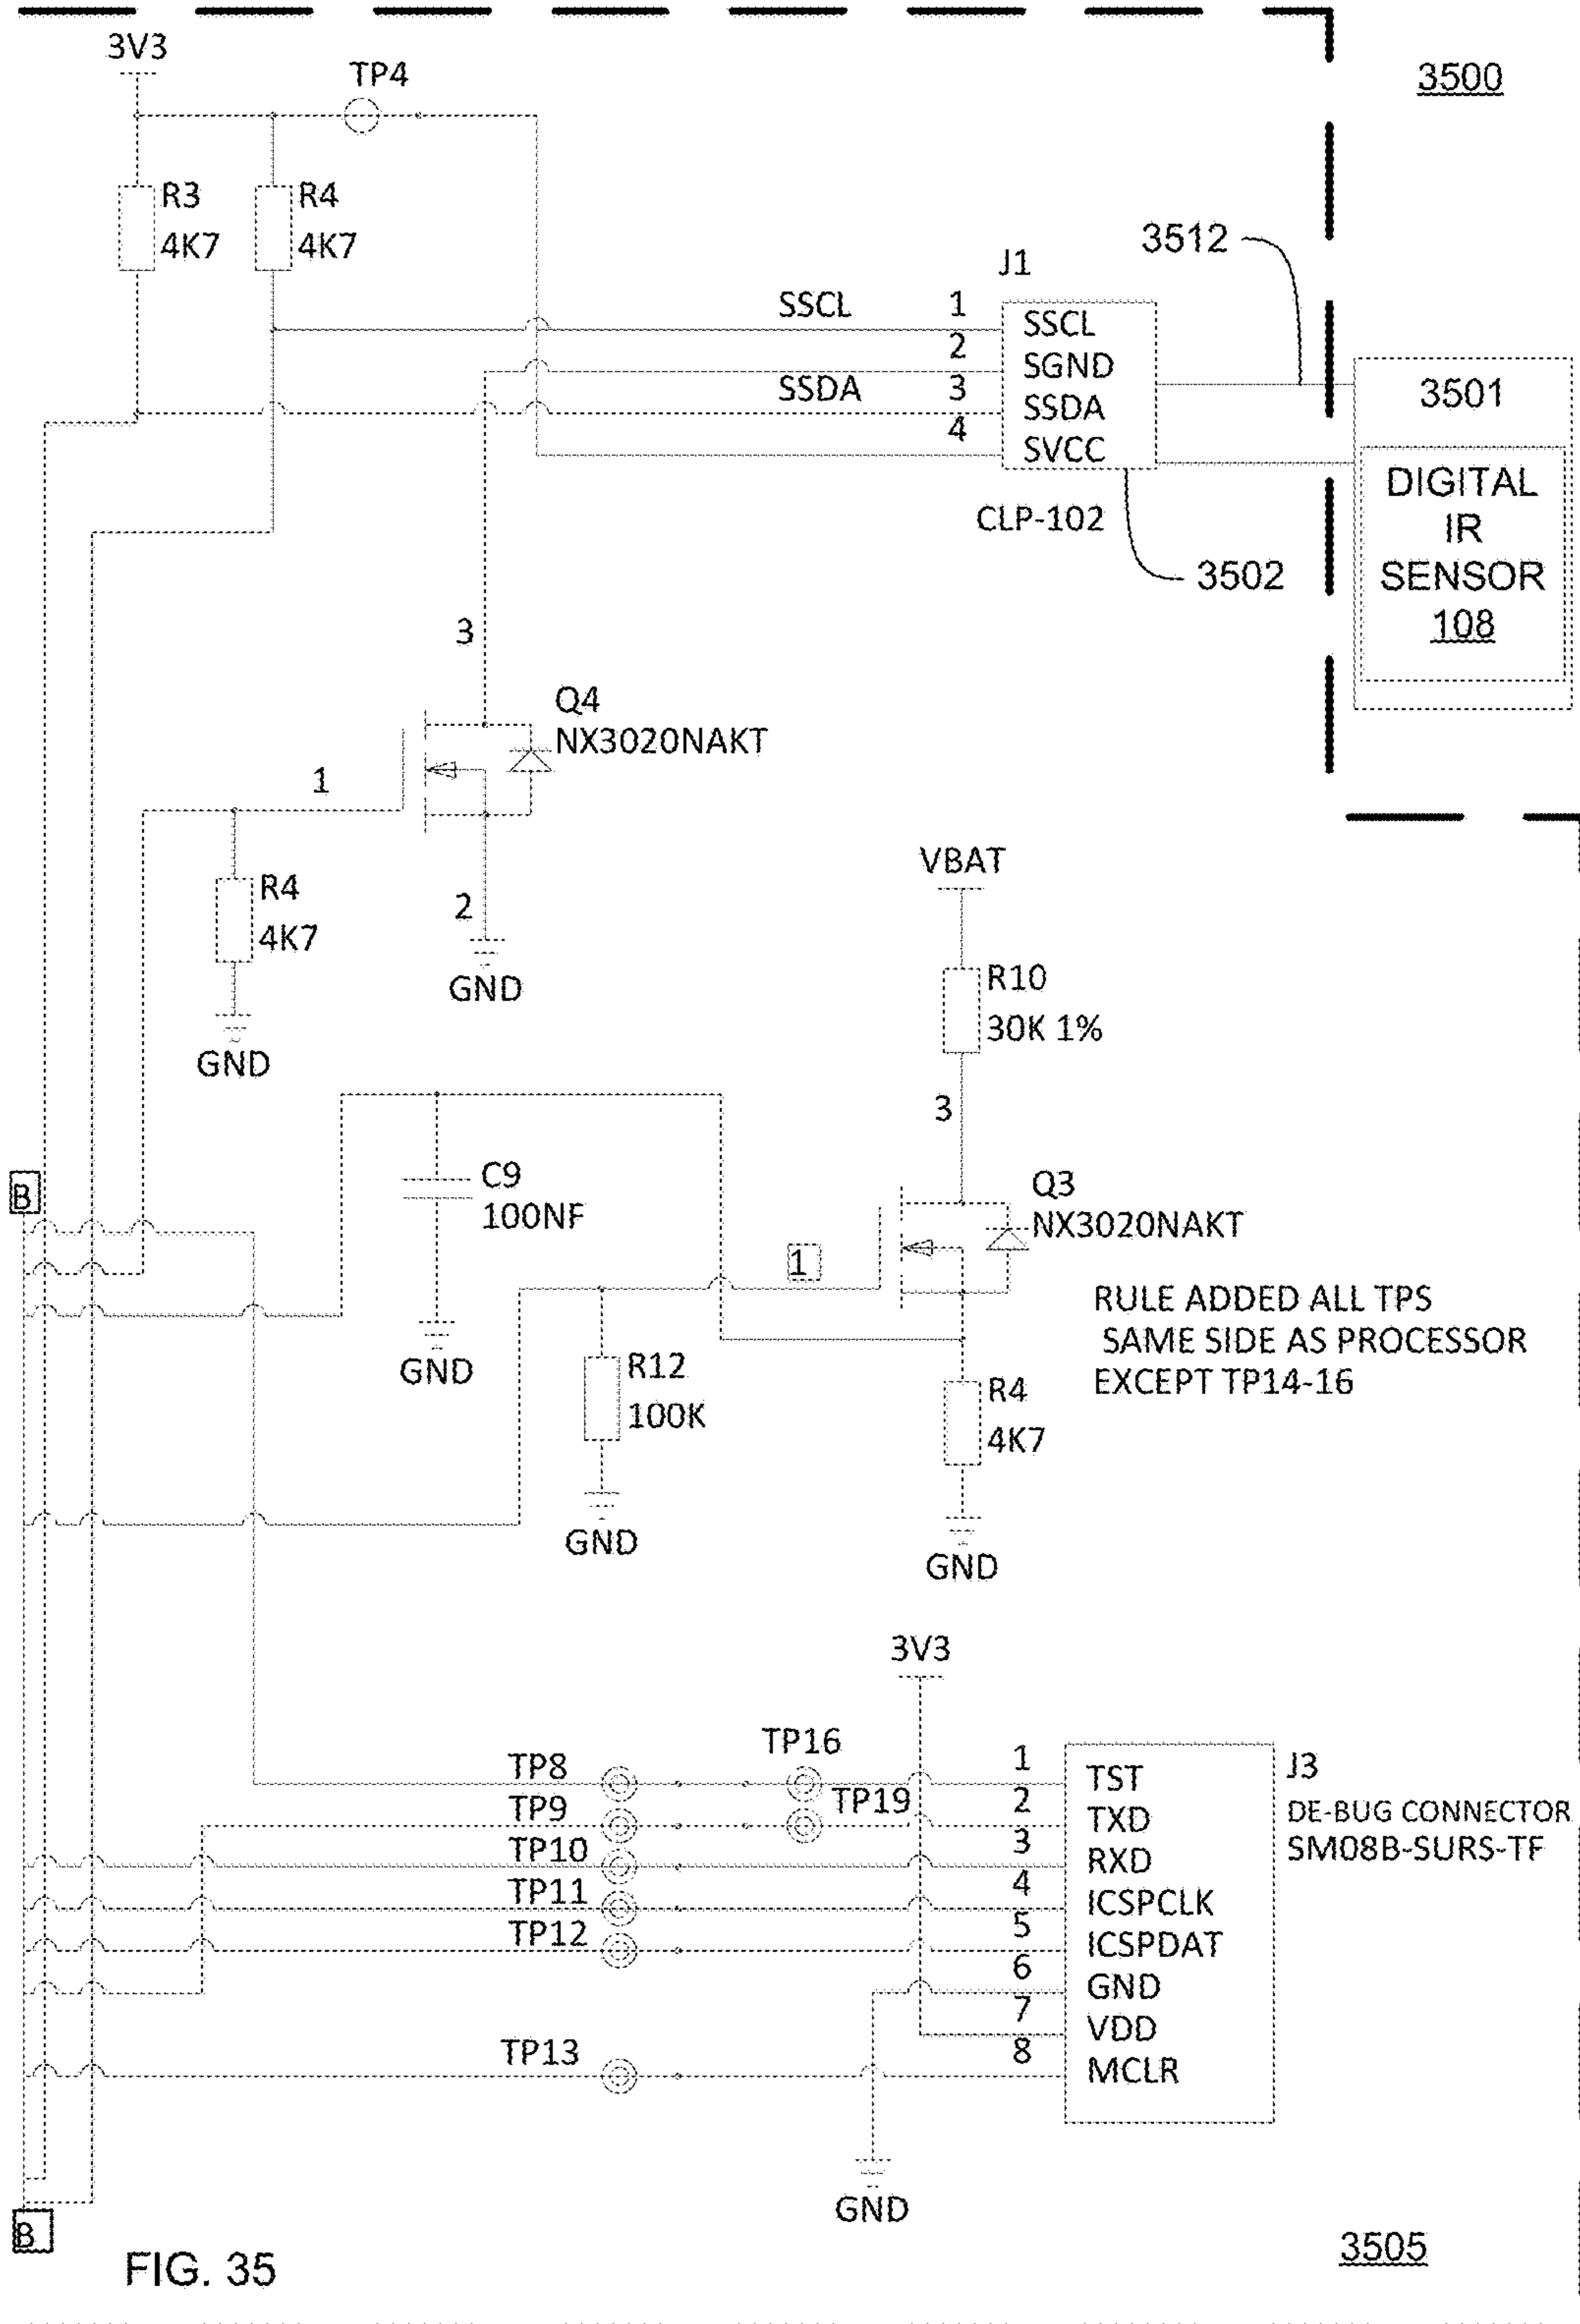 3V3
TP4
3500
R3
4K7
R4
4K7
3512
J1
SSCL
1
SSCL
2
SGND
SSDA
3
SSDA
4
SVCC
3501
DIGITAL
IR
SENSOR
108
CLP-102
3502
3
Q4
NX3020NAKT
1
R4
4K7
2
GND
GND
VBAT
R10
30K 1%
3
B
C9
100NF
Q3
NX3020NAKT
1
RULE ADDED ALL TPS
SAME SIDE AS PROCESSOR
EXCEPT TP14-16
GND
R12
100K
R4
4K7
GND
GND
3V3
TP8
TP16
1
TST
J3
TP9
TP19
2
TXD
DE-BUG CONNECTOR
TP10
3
RXD
SM08B-SURS-TF
TP11
4
ICSPCLK
TP12
5
ICSPDAT
6
GND
7
VDD
TP13
8
MCLR
GND
B
FIG. 35
3505